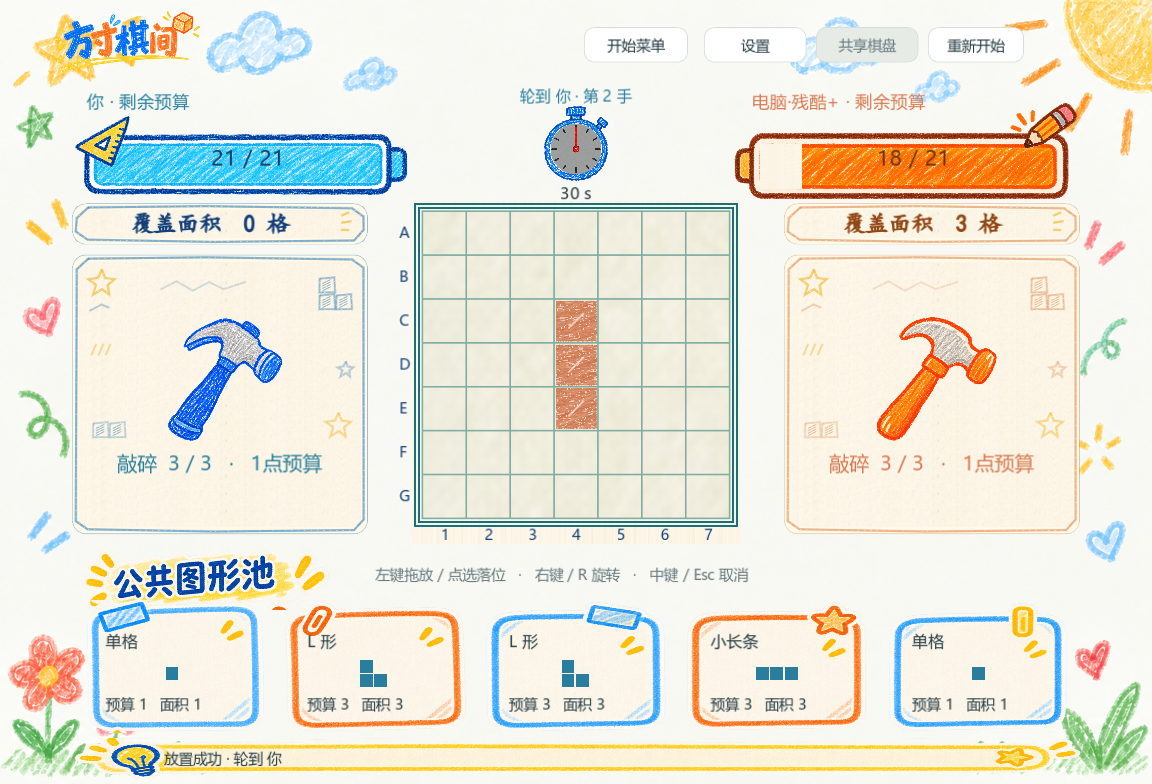 方寸棋间
开始菜单 设置 共享棋盘 重新开始
你 · 剩余预算
轮到 你 · 第 2 手
电脑·残酷+ · 剩余预算
21 / 21
18 / 21
30 s
覆盖面积 0 格
覆盖面积 3 格
A
B
C
D
E
F
G
1 2 3 4 5 6 7
敲碎 3 / 3 · 1点预算
敲碎 3 / 3 · 1点预算
公共图形池
左键拖放 / 点选落位 · 右键 / R 旋转 · 中键 / Esc 取消
单格
预算 1 面积 1
L 形
预算 3 面积 3
L 形
预算 3 面积 3
小长条
预算 3 面积 3
单格
预算 1 面积 1
放置成功 · 轮到 你